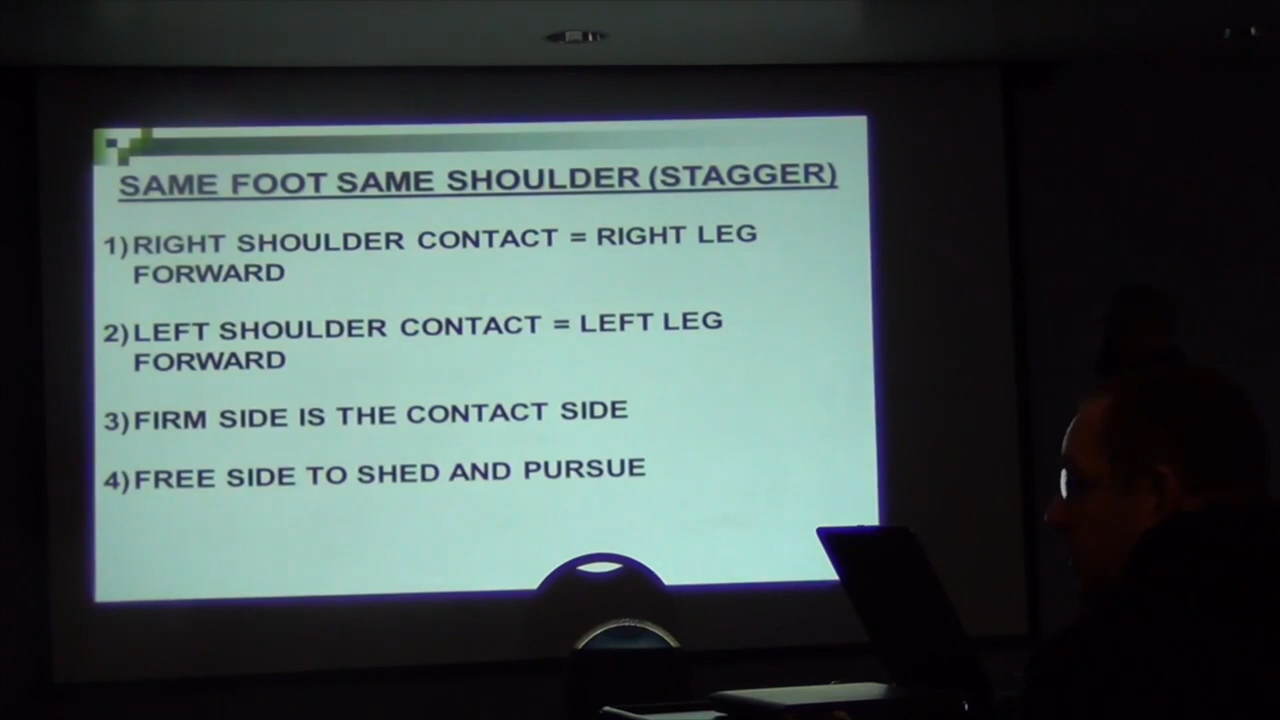 SAME FOOT SAME SHOULDER (STAGGER)
1) RIGHT SHOULDER CONTACT = RIGHT LEG
FORWARD
2) LEFT SHOULDER CONTACT = LEFT LEG
FORWARD
3) FIRM SIDE IS THE CONTACT SIDE
4) FREE SIDE TO SHED AND PURSUE